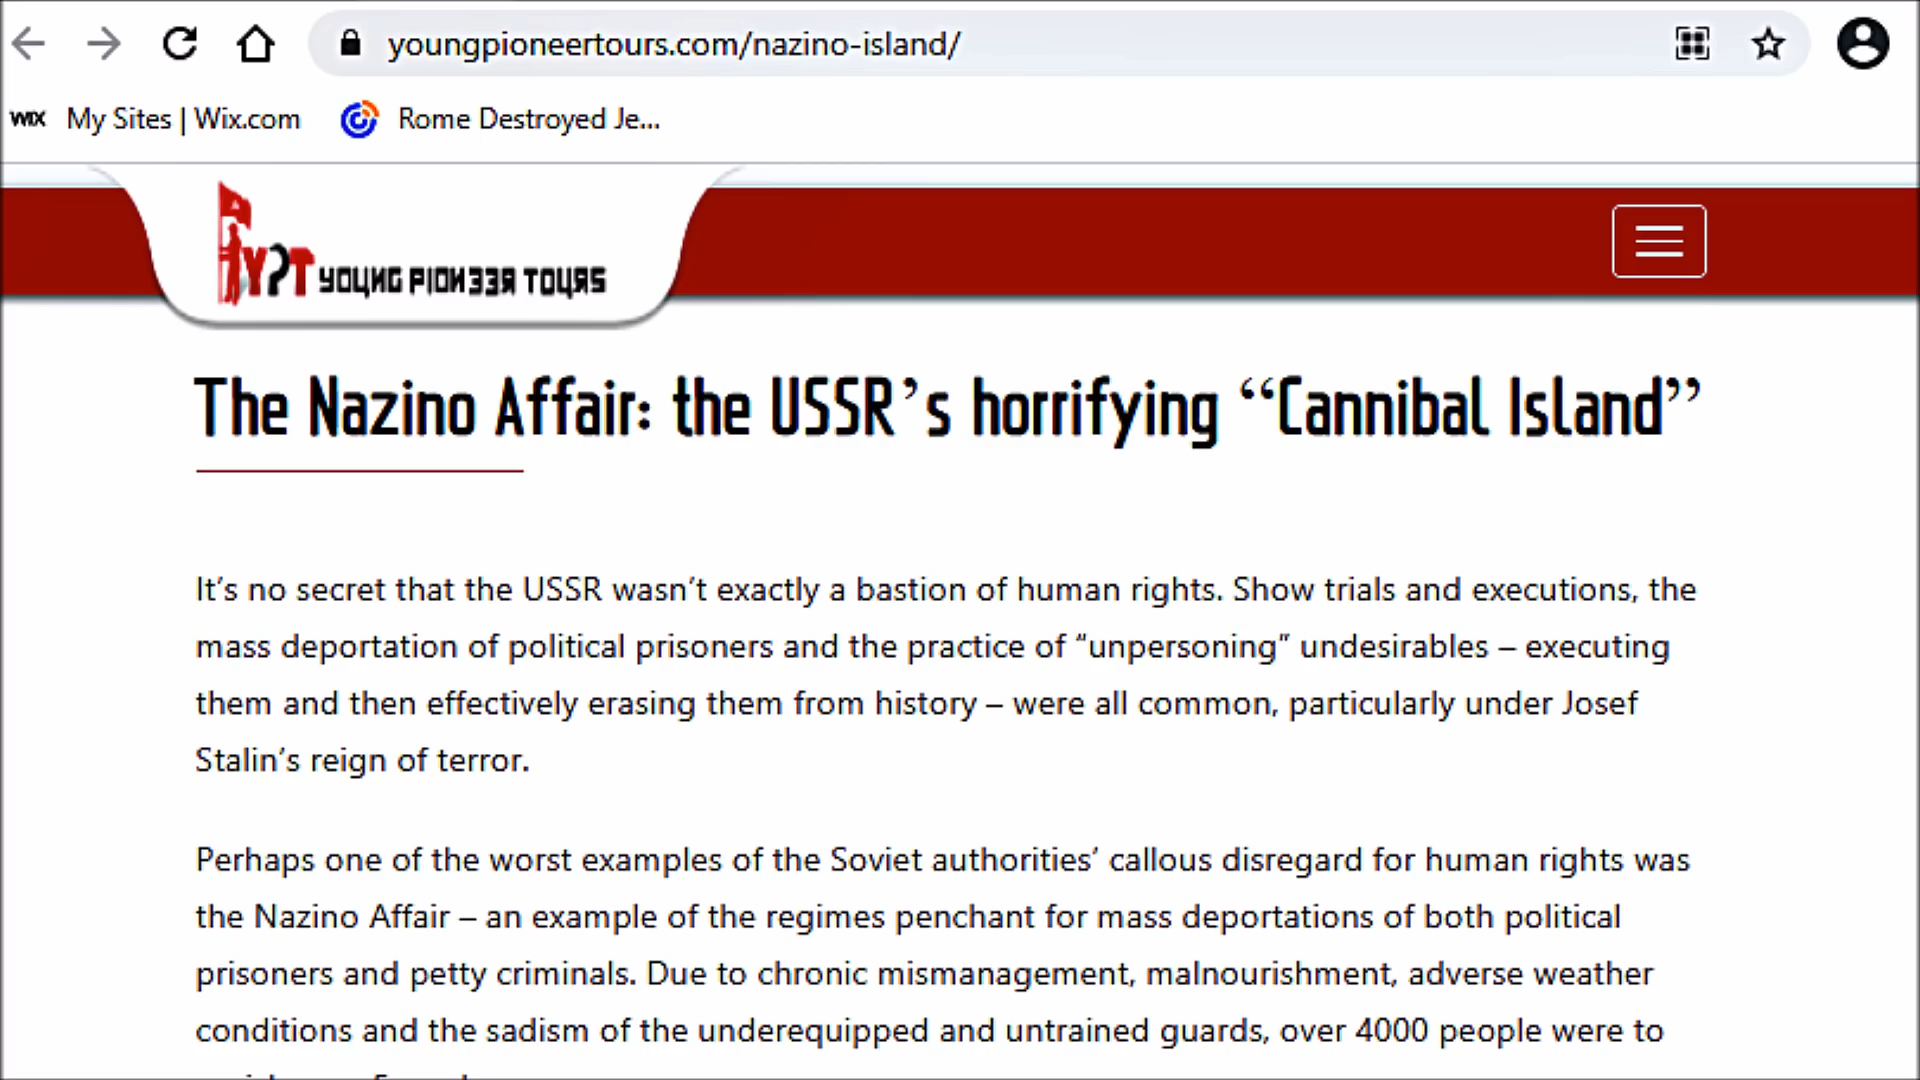 youngpioneertours.com/nazino-island/
WIX My Sites | Wix.com Rome Destroyed Je...
YPT YOUNG PIONEER TOURS
The Nazino Affair: the USSR’s horrifying “Cannibal Island”
It’s no secret that the USSR wasn’t exactly a bastion of human rights. Show trials and executions, the
mass deportation of political prisoners and the practice of “unpersoning” undesirables – executing
them and then effectively erasing them from history – were all common, particularly under Josef
Stalin’s reign of terror.
Perhaps one of the worst examples of the Soviet authorities’ callous disregard for human rights was
the Nazino Affair – an example of the regimes penchant for mass deportations of both political
prisoners and petty criminals. Due to chronic mismanagement, malnourishment, adverse weather
conditions and the sadism of the underequipped and untrained guards, over 4000 people were to